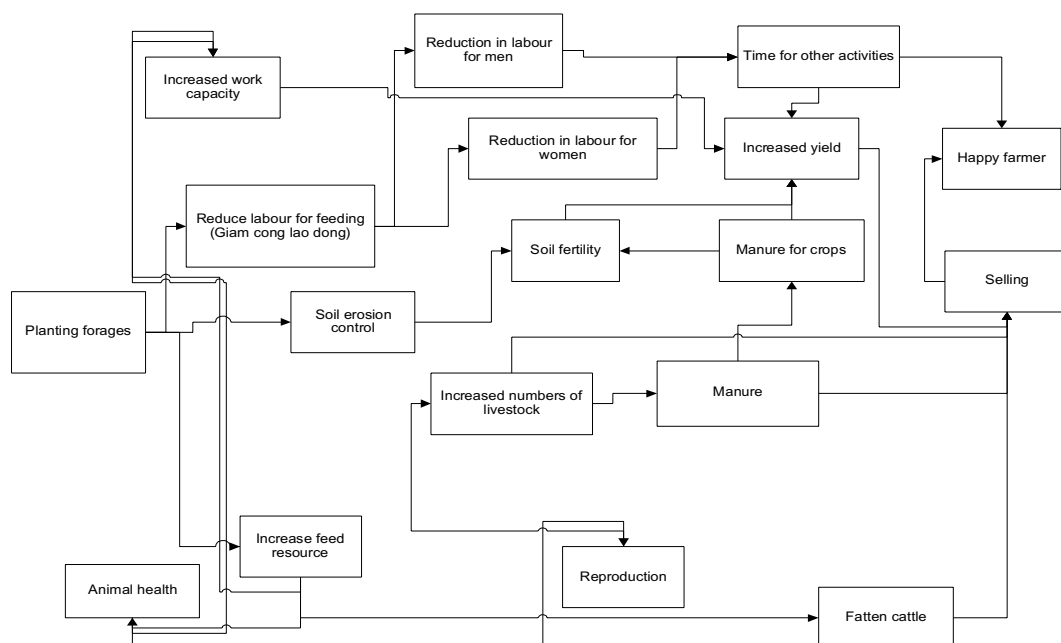 Reduction in labour
for men
Time for other activities
Increased work
capacity
Reduction in labour for
women
Increased yield
Happy farmer
Reduce labour for feeding
(Giam cong lao dong)
Soil fertility
Manure for crops
Selling
Planting forages
Soil erosion
control
Increased numbers of
livestock
Manure
Increase feed
resource
Animal health
Reproduction
Fatten cattle